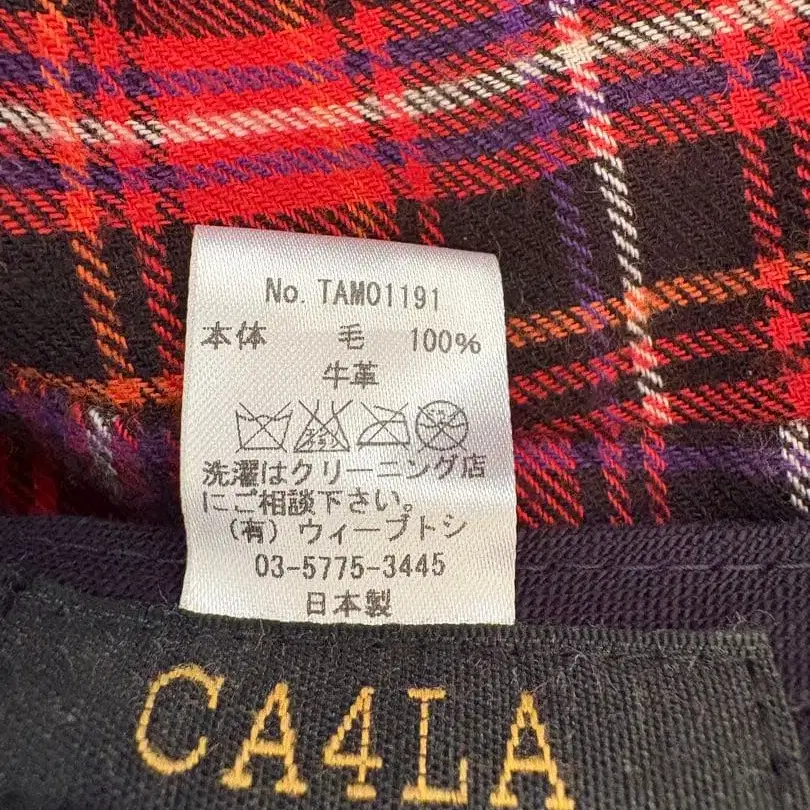 No. TAM01191
本体 毛 100%
牛革
洗濯はクリーニング店
にご相談下さい。
(有) ウィーブトシ
03-5775-3445
日本製
CA4LA